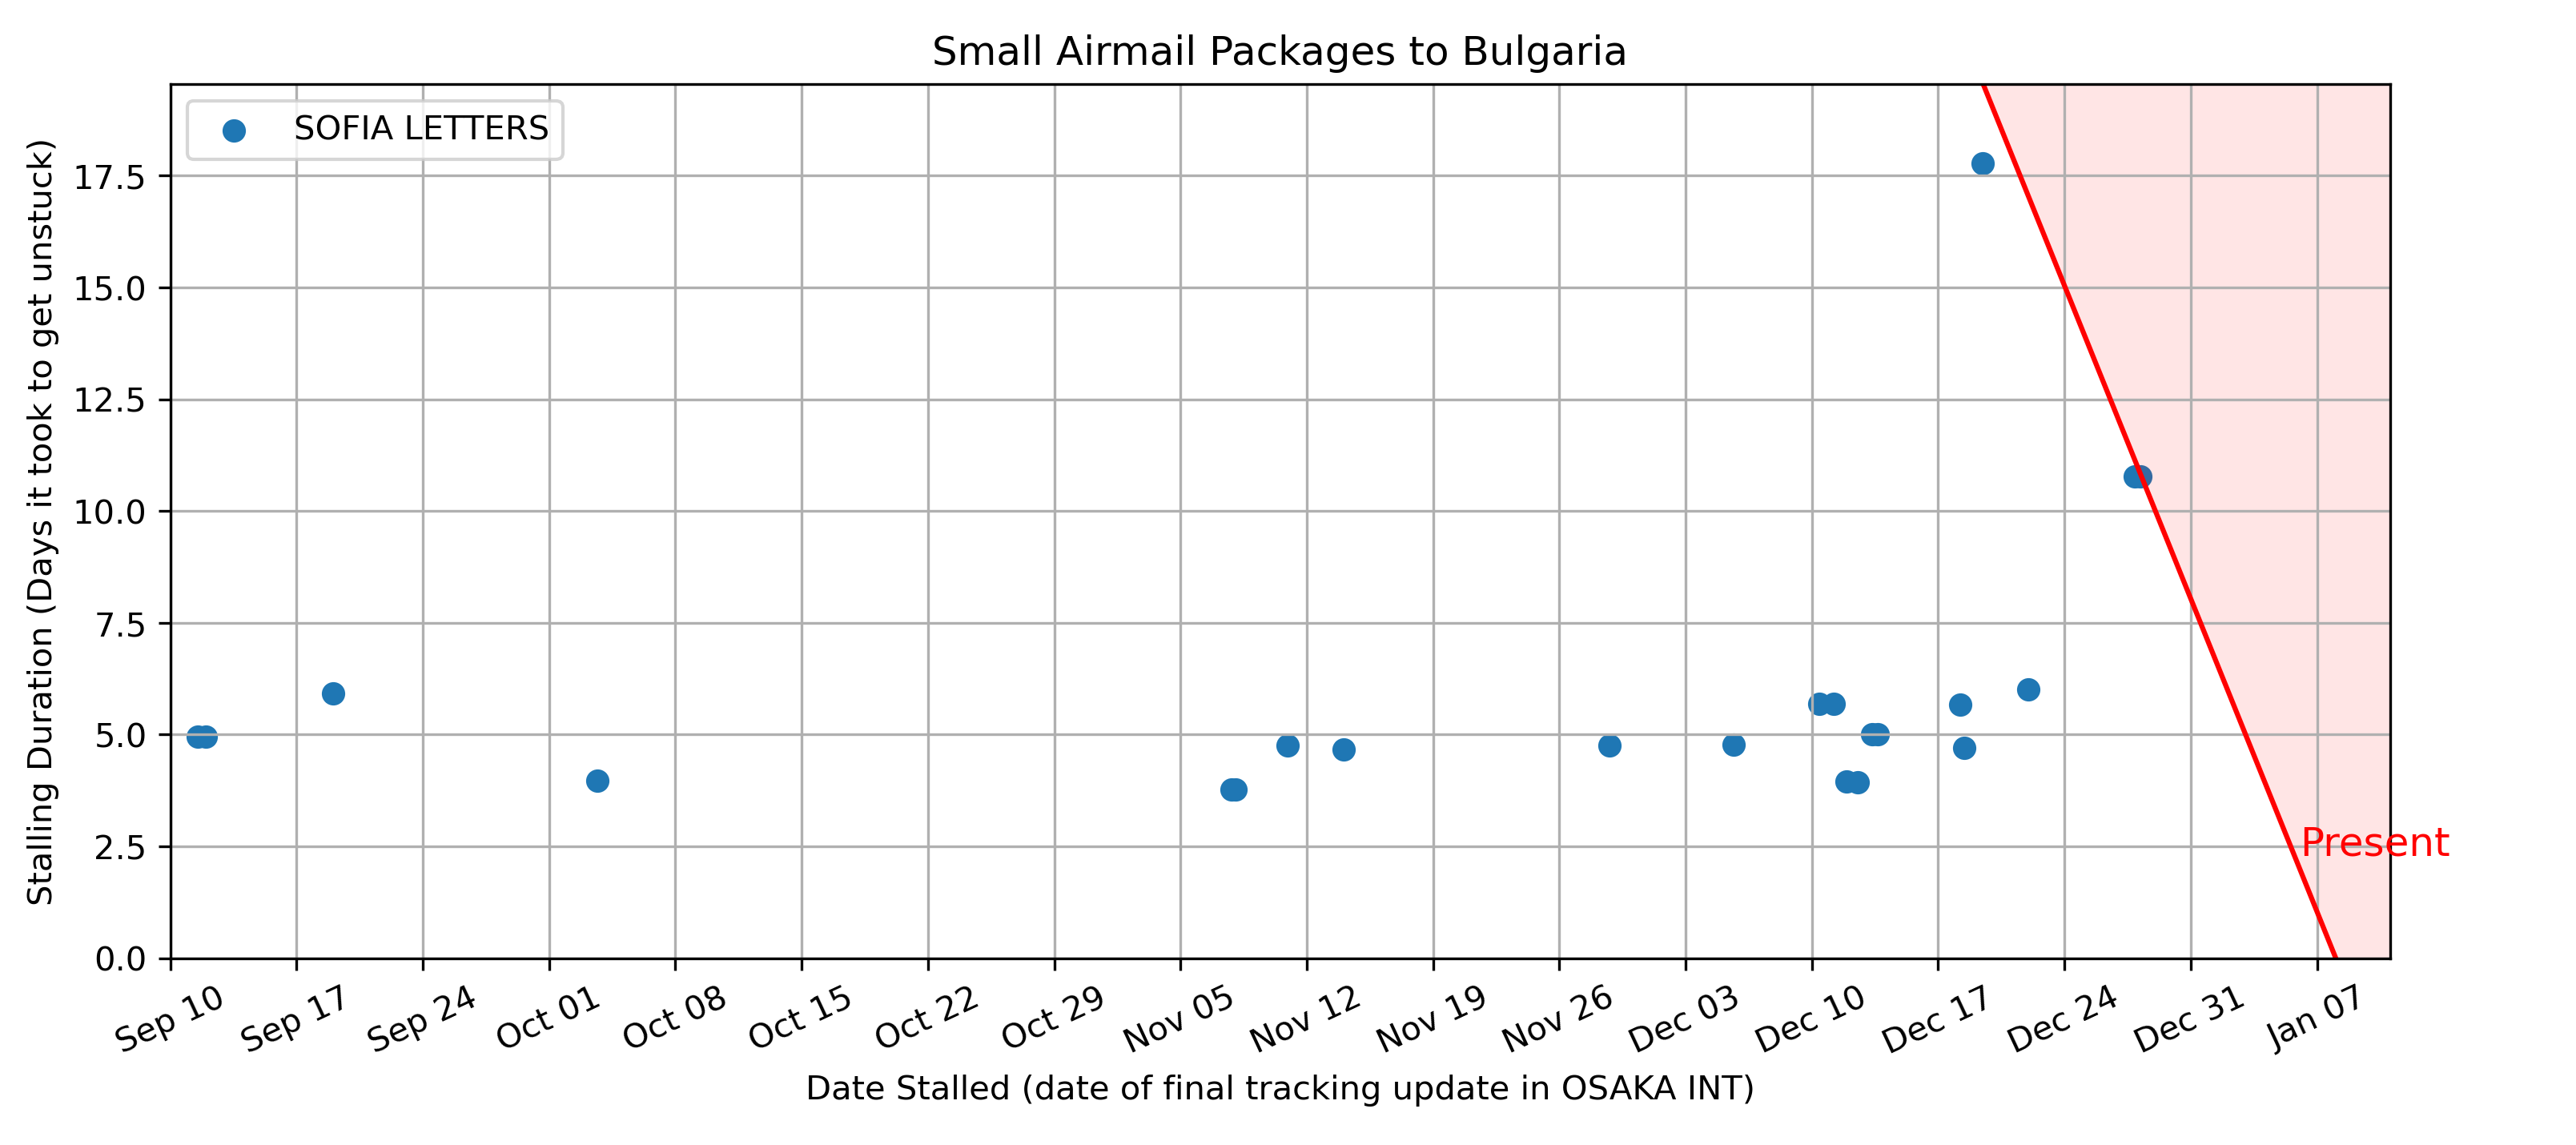 Small Airmail Packages to Bulgaria
SOFIA LETTERS
Stalling Duration (Days it took to get unstuck)
17.5
15.0
12.5
10.0
7.5
5.0
2.5
0.0
Present
Sep 10
Sep 17
Sep 24
Oct 01
Oct 08
Oct 15
Oct 22
Oct 29
Nov 05
Nov 12
Nov 19
Nov 26
Dec 03
Dec 10
Dec 17
Dec 24
Dec 31
Jan 07
Date Stalled (date of final tracking update in OSAKA INT)